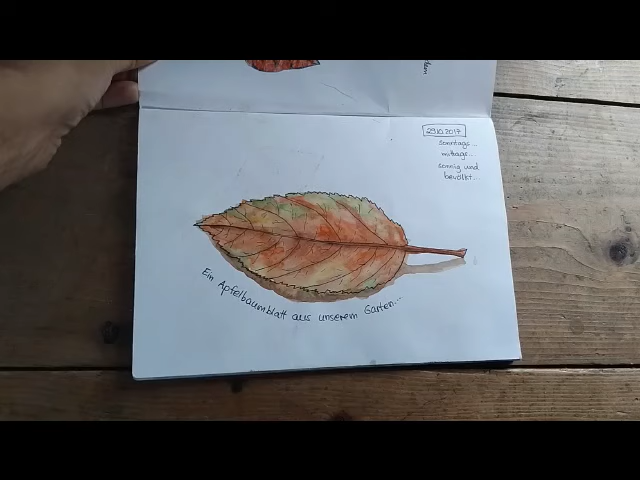 29.10.2017
sonntags...
mittags...
sonnig und
bewölkt...
Ein Apfelbaumblatt aus unserem Garten...